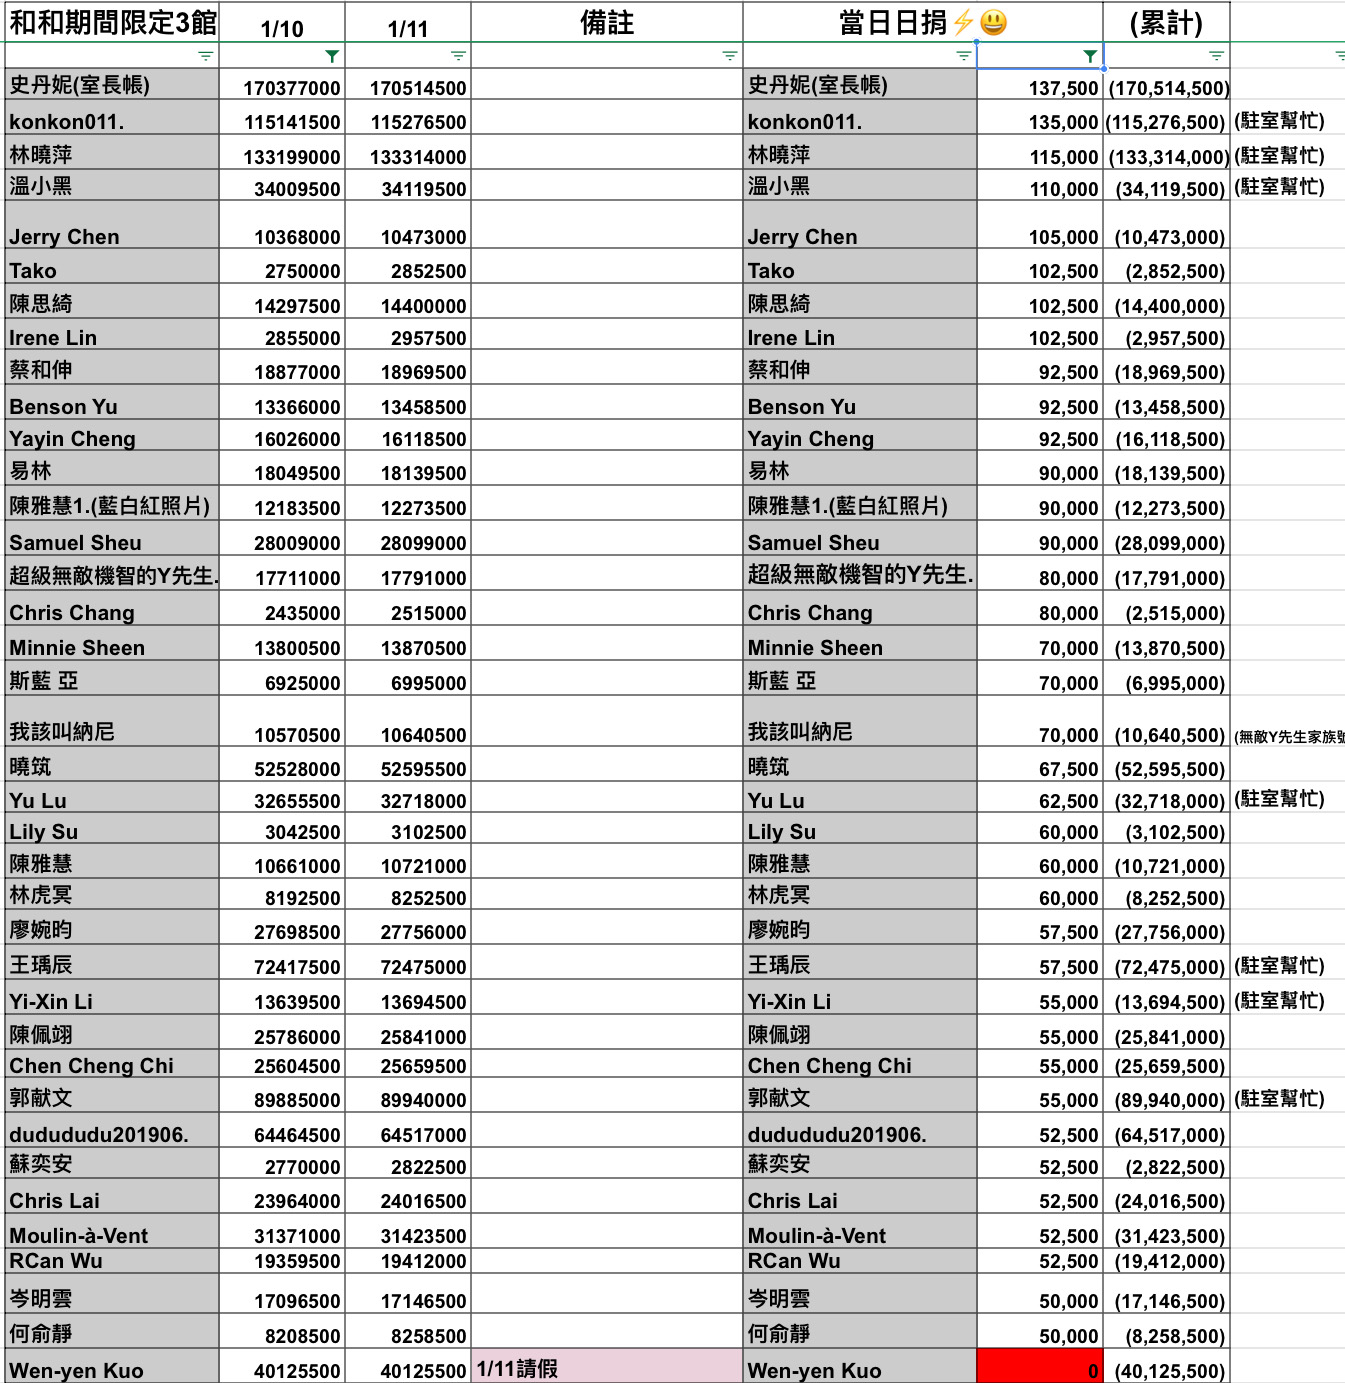 和和期間限定3館 1/10 1/11 備註 當日日捐⚡😃 (累計)
史丹妮(室長帳) 170377000 170514500 史丹妮(室長帳) 137,500 (170,514,500)
konkon011. 115141500 115276500 konkon011. 135,000 (115,276,500) (駐室幫忙)
林曉萍 133199000 133314000 林曉萍 115,000 (133,314,000) (駐室幫忙)
溫小黑 34009500 34119500 溫小黑 110,000 (34,119,500) (駐室幫忙)
Jerry Chen 10368000 10473000 Jerry Chen 105,000 (10,473,000)
Tako 2750000 2852500 Tako 102,500 (2,852,500)
陳思綺 14297500 14400000 陳思綺 102,500 (14,400,000)
Irene Lin 2855000 2957500 Irene Lin 102,500 (2,957,500)
蔡和伸 18877000 18969500 蔡和伸 92,500 (18,969,500)
Benson Yu 13366000 13458500 Benson Yu 92,500 (13,458,500)
Yayin Cheng 16026000 16118500 Yayin Cheng 92,500 (16,118,500)
易林 18049500 18139500 易林 90,000 (18,139,500)
陳雅慧1.(藍白紅照片) 12183500 12273500 陳雅慧1.(藍白紅照片) 90,000 (12,273,500)
Samuel Sheu 28009000 28099000 Samuel Sheu 90,000 (28,099,000)
超級無敵機智的Y先生. 17711000 17791000 超級無敵機智的Y先生. 80,000 (17,791,000)
Chris Chang 2435000 2515000 Chris Chang 80,000 (2,515,000)
Minnie Sheen 13800500 13870500 Minnie Sheen 70,000 (13,870,500)
斯藍 亞 6925000 6995000 斯藍 亞 70,000 (6,995,000)
我該叫納尼 10570500 10640500 我該叫納尼 70,000 (10,640,500) (無敵Y先生家族號
曉筑 52528000 52595500 曉筑 67,500 (52,595,500)
Yu Lu 32655500 32718000 Yu Lu 62,500 (32,718,000) (駐室幫忙)
Lily Su 3042500 3102500 Lily Su 60,000 (3,102,500)
陳雅慧 10661000 10721000 陳雅慧 60,000 (10,721,000)
林虎冥 8192500 8252500 林虎冥 60,000 (8,252,500)
廖婉昀 27698500 27756000 廖婉昀 57,500 (27,756,000)
王瑀辰 72417500 72475000 王瑀辰 57,500 (72,475,000) (駐室幫忙)
Yi-Xin Li 13639500 13694500 Yi-Xin Li 55,000 (13,694,500) (駐室幫忙)
陳佩翊 25786000 25841000 陳佩翊 55,000 (25,841,000)
Chen Cheng Chi 25604500 25659500 Chen Cheng Chi 55,000 (25,659,500)
郭献文 89885000 89940000 郭献文 55,000 (89,940,000) (駐室幫忙)
dudududu201906. 64464500 64517000 dudududu201906. 52,500 (64,517,000)
蘇奕安 2770000 2822500 蘇奕安 52,500 (2,822,500)
Chris Lai 23964000 24016500 Chris Lai 52,500 (24,016,500)
Moulin-à-Vent 31371000 31423500 Moulin-à-Vent 52,500 (31,423,500)
RCan Wu 19359500 19412000 RCan Wu 52,500 (19,412,000)
岑明雲 17096500 17146500 岑明雲 50,000 (17,146,500)
何俞靜 8208500 8258500 何俞靜 50,000 (8,258,500)
Wen-yen Kuo 40125500 40125500 1/11請假 Wen-yen Kuo 0 (40,125,500)